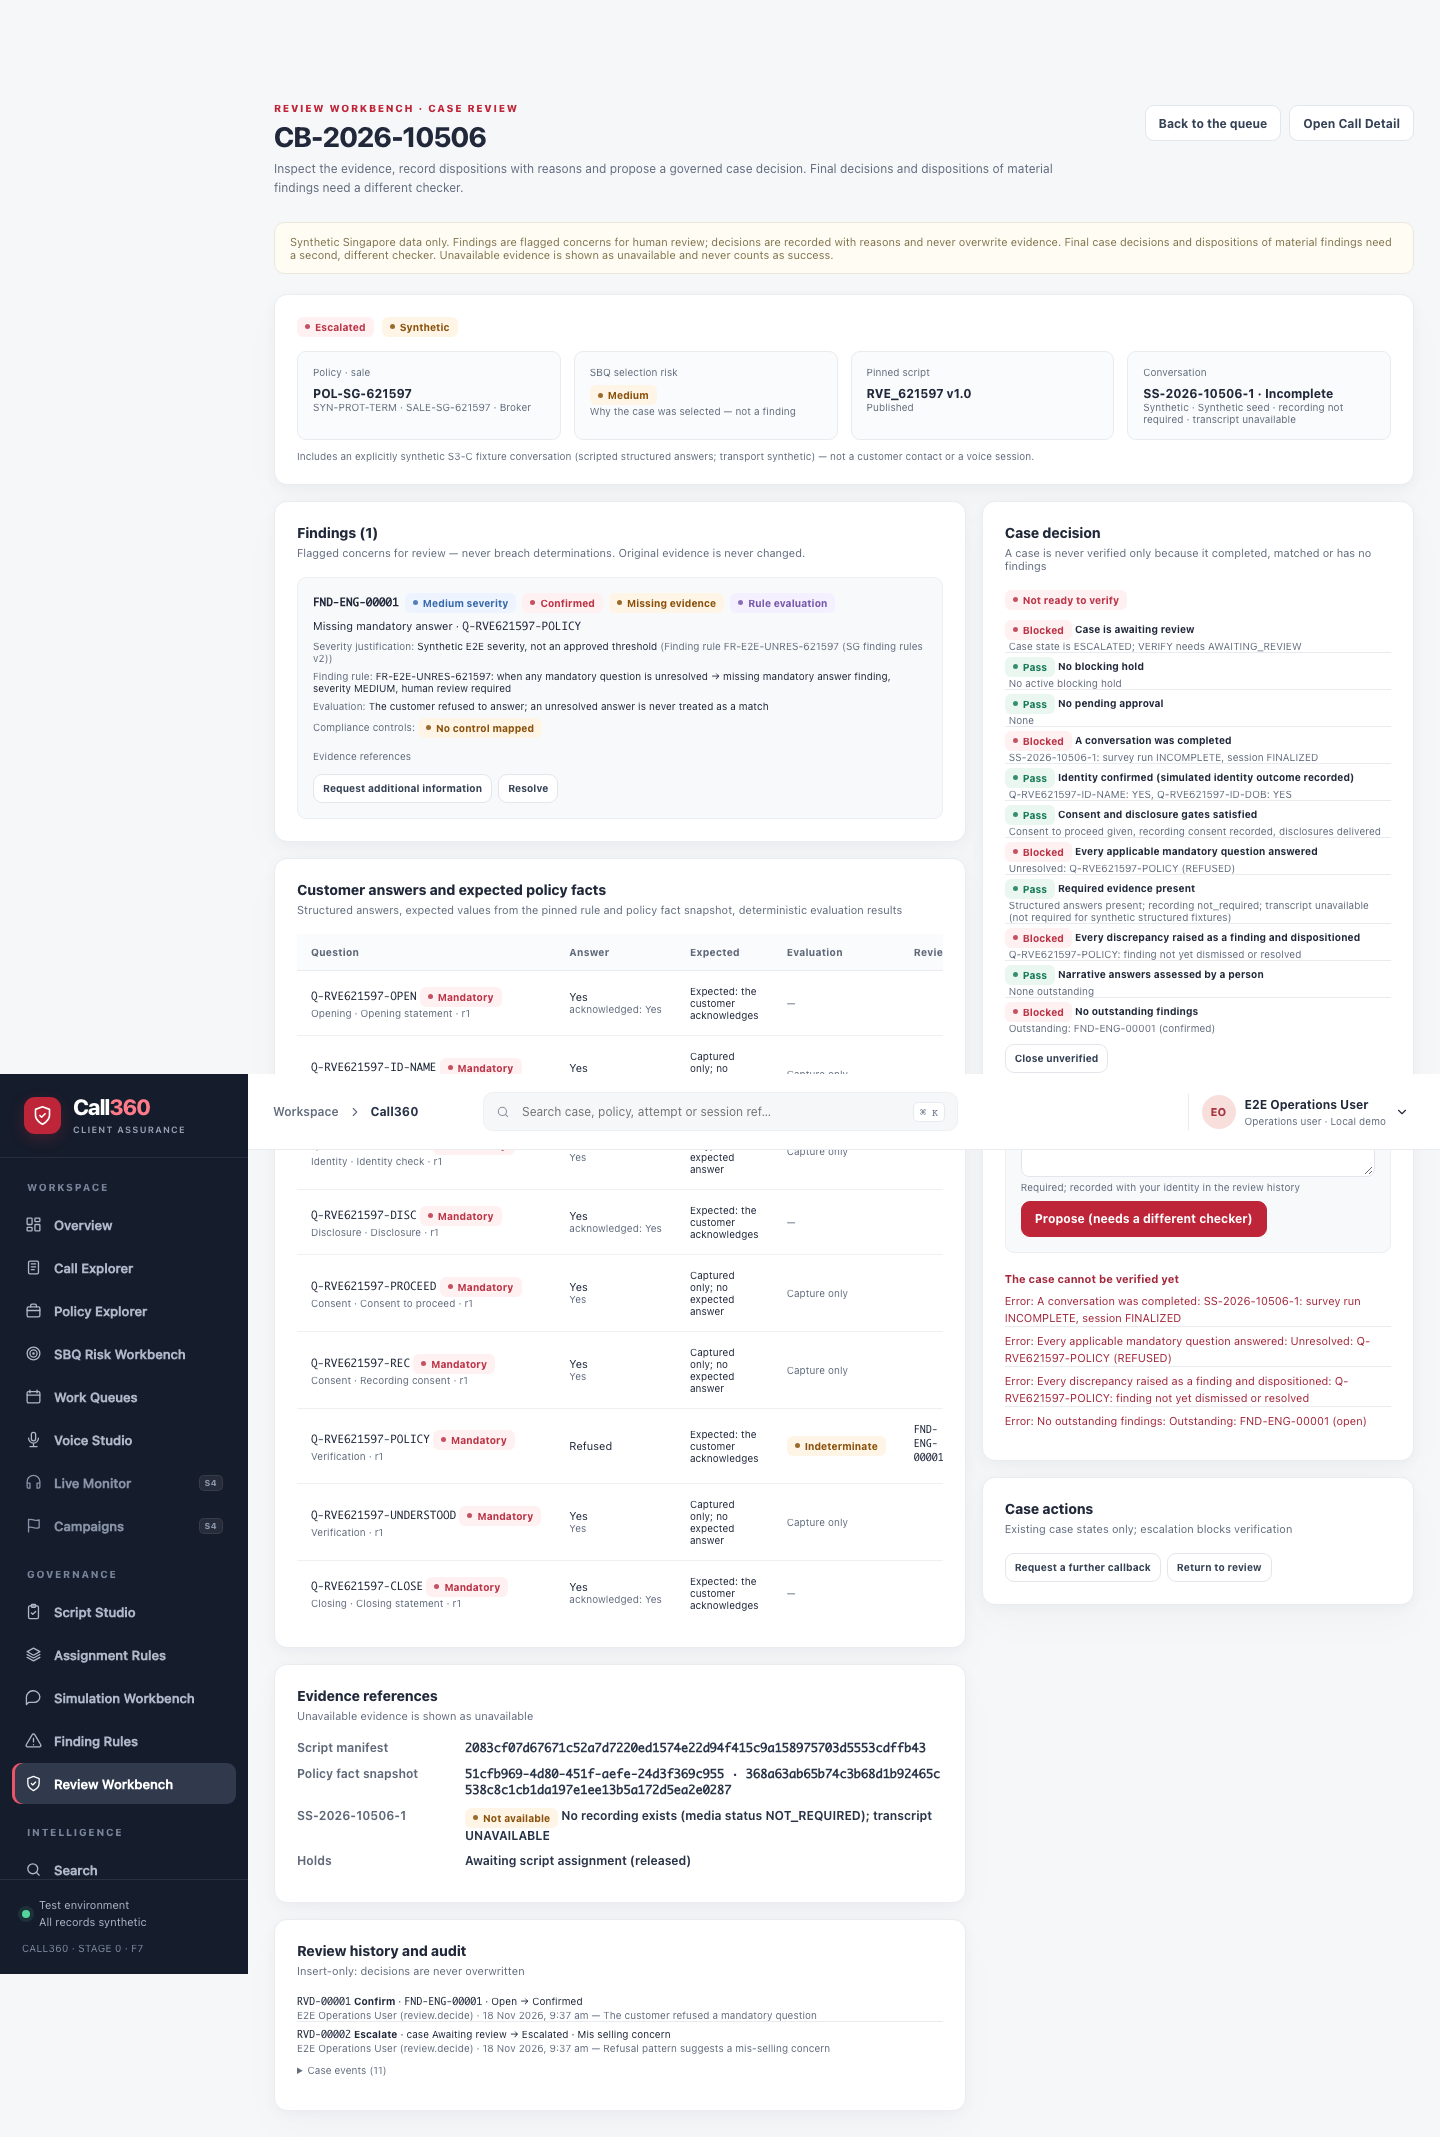 REVIEW WORKBENCH · CASE REVIEW
CB-2026-10506
Back to the queue
Open Call Detail
Inspect the evidence, record dispositions with reasons and propose a governed case decision. Final decisions and dispositions of material
findings need a different checker.
Synthetic Singapore data only. Findings are flagged concerns for human review; decisions are recorded with reasons and never overwrite evidence. Final case decisions and dispositions of material findings need
a second, different checker. Unavailable evidence is shown as unavailable and never counts as success.
Escalated
Synthetic
Policy · sale
POL-SG-621597
SYN-PROT-TERM · SALE-SG-621597 · Broker
SBQ selection risk
Medium
Why the case was selected — not a finding
Pinned script
RVE_621597 v1.0
Published
Conversation
SS-2026-10506-1 · Incomplete
Synthetic · Synthetic seed · recording not
required · transcript unavailable
Includes an explicitly synthetic S3-C fixture conversation (scripted structured answers; transport synthetic) — not a customer contact or a voice session.
Findings (1)
Flagged concerns for review — never breach determinations. Original evidence is never changed.
FND-ENG-00001 Medium severity Confirmed Missing evidence Rule evaluation
Missing mandatory answer · Q-RVE621597-POLICY
Severity justification: Synthetic E2E severity, not an approved threshold (Finding rule FR-E2E-UNRES-621597 (SG finding rules
v2))
Finding rule: FR-E2E-UNRES-621597: when any mandatory question is unresolved → missing mandatory answer finding,
severity MEDIUM, human review required
Evaluation: The customer refused to answer; an unresolved answer is never treated as a match
Compliance controls: No control mapped
Evidence references
Request additional information
Resolve
Case decision
A case is never verified only because it completed, matched or has no
findings
Not ready to verify
Blocked Case is awaiting review
Case state is ESCALATED; VERIFY needs AWAITING_REVIEW
Pass No blocking hold
No active blocking hold
Pass No pending approval
None
Blocked A conversation was completed
SS-2026-10506-1: survey run INCOMPLETE, session FINALIZED
Pass Identity confirmed (simulated identity outcome recorded)
Q-RVE621597-ID-NAME: YES, Q-RVE621597-ID-DOB: YES
Pass Consent and disclosure gates satisfied
Consent to proceed given, recording consent recorded, disclosures delivered
Blocked Every applicable mandatory question answered
Unresolved: Q-RVE621597-POLICY (REFUSED)
Pass Required evidence present
Structured answers present; recording not_required; transcript unavailable
(not required for synthetic structured fixtures)
Blocked Every discrepancy raised as a finding and dispositioned
Q-RVE621597-POLICY: finding not yet dismissed or resolved
Pass Narrative answers assessed by a person
None outstanding
Blocked No outstanding findings
Outstanding: FND-ENG-00001 (confirmed)
Close unverified
Customer answers and expected policy facts
Structured answers, expected values from the pinned rule and policy fact snapshot, deterministic evaluation results
Question Answer Expected Evaluation Revie
Q-RVE621597-OPEN Mandatory
Opening · Opening statement · r1
Yes
acknowledged: Yes
Expected: the
customer
acknowledges
—
Q-RVE621597-ID-NAME Mandatory
Yes
Captured
only; no
Capture only
Call360
CLIENT ASSURANCE
Workspace > Call360
Search case, policy, attempt or session ref...
⌘ K
EO
E2E Operations User
Operations user · Local demo
Identity · Identity check · r1
Yes
expected
answer
Capture only
Q-RVE621597-DISC Mandatory
Disclosure · Disclosure · r1
Yes
acknowledged: Yes
Expected: the
customer
acknowledges
—
Q-RVE621597-PROCEED Mandatory
Consent · Consent to proceed · r1
Yes
Yes
Captured
only; no
expected
answer
Capture only
Q-RVE621597-REC Mandatory
Consent · Recording consent · r1
Yes
Yes
Captured
only; no
expected
answer
Capture only
Q-RVE621597-POLICY Mandatory
Verification · r1
Refused
Expected: the
customer
acknowledges
Indeterminate
FND-
ENG-
00001
Q-RVE621597-UNDERSTOOD Mandatory
Verification · r1
Yes
Yes
Captured
only; no
expected
answer
Capture only
Q-RVE621597-CLOSE Mandatory
Closing · Closing statement · r1
Yes
acknowledged: Yes
Expected: the
customer
acknowledges
—
Required; recorded with your identity in the review history
Propose (needs a different checker)
The case cannot be verified yet
Error: A conversation was completed: SS-2026-10506-1: survey run
INCOMPLETE, session FINALIZED
Error: Every applicable mandatory question answered: Unresolved: Q-
RVE621597-POLICY (REFUSED)
Error: Every discrepancy raised as a finding and dispositioned: Q-
RVE621597-POLICY: finding not yet dismissed or resolved
Error: No outstanding findings: Outstanding: FND-ENG-00001 (open)
Case actions
Existing case states only; escalation blocks verification
Request a further callback
Return to review
WORKSPACE
Overview
Call Explorer
Policy Explorer
SBQ Risk Workbench
Work Queues
Voice Studio
Live Monitor S4
Campaigns S4
GOVERNANCE
Script Studio
Assignment Rules
Simulation Workbench
Finding Rules
Review Workbench
INTELLIGENCE
Search
Test environment
All records synthetic
CALL360 · STAGE 0 · F7
Evidence references
Unavailable evidence is shown as unavailable
Script manifest 2083cf07d67671c52a7d7220ed1574e22d94f415c9a158975703d5553cdffb43
Policy fact snapshot 51cfb969-4d80-451f-aefe-24d3f369c955 · 368a63ab65b74c3b68d1b92465c
538c8c1cb1da197e1ee13b5a172d5ea2e0287
SS-2026-10506-1 Not available No recording exists (media status NOT_REQUIRED); transcript
UNAVAILABLE
Holds Awaiting script assignment (released)
Review history and audit
Insert-only: decisions are never overwritten
RVD-00001 Confirm · FND-ENG-00001 · Open → Confirmed
E2E Operations User (review.decide) · 18 Nov 2026, 9:37 am — The customer refused a mandatory question
RVD-00002 Escalate · case Awaiting review → Escalated · Mis selling concern
E2E Operations User (review.decide) · 18 Nov 2026, 9:37 am — Refusal pattern suggests a mis-selling concern
Case events (11)